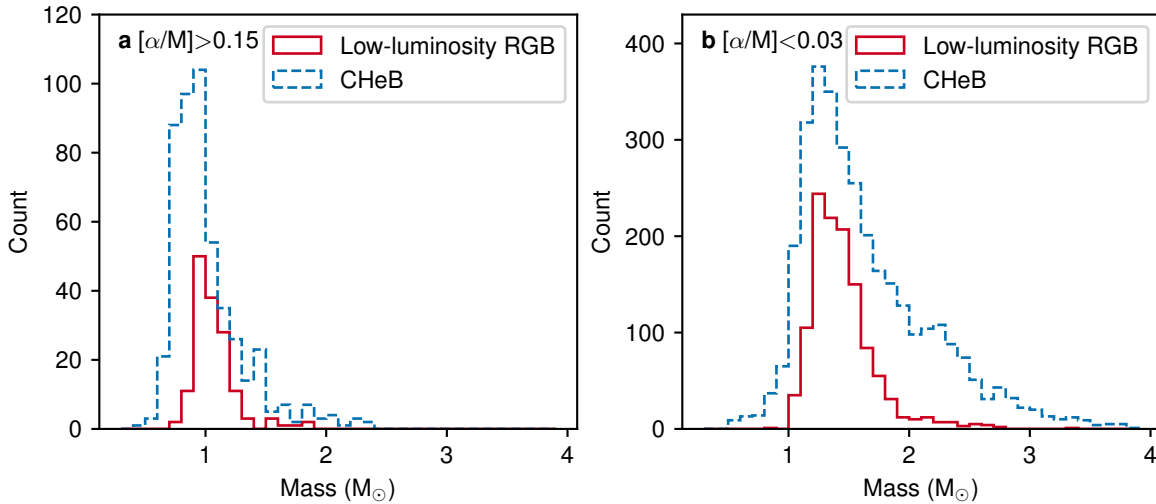 a [α/M]>0.15
Low-luminosity RGB
CHeB
120
100
80
60
40
20
0
Count
1
2
3
4
Mass (M☉)
b [α/M]<0.03
Low-luminosity RGB
CHeB
400
300
200
100
0
Count
1
2
3
4
Mass (M☉)